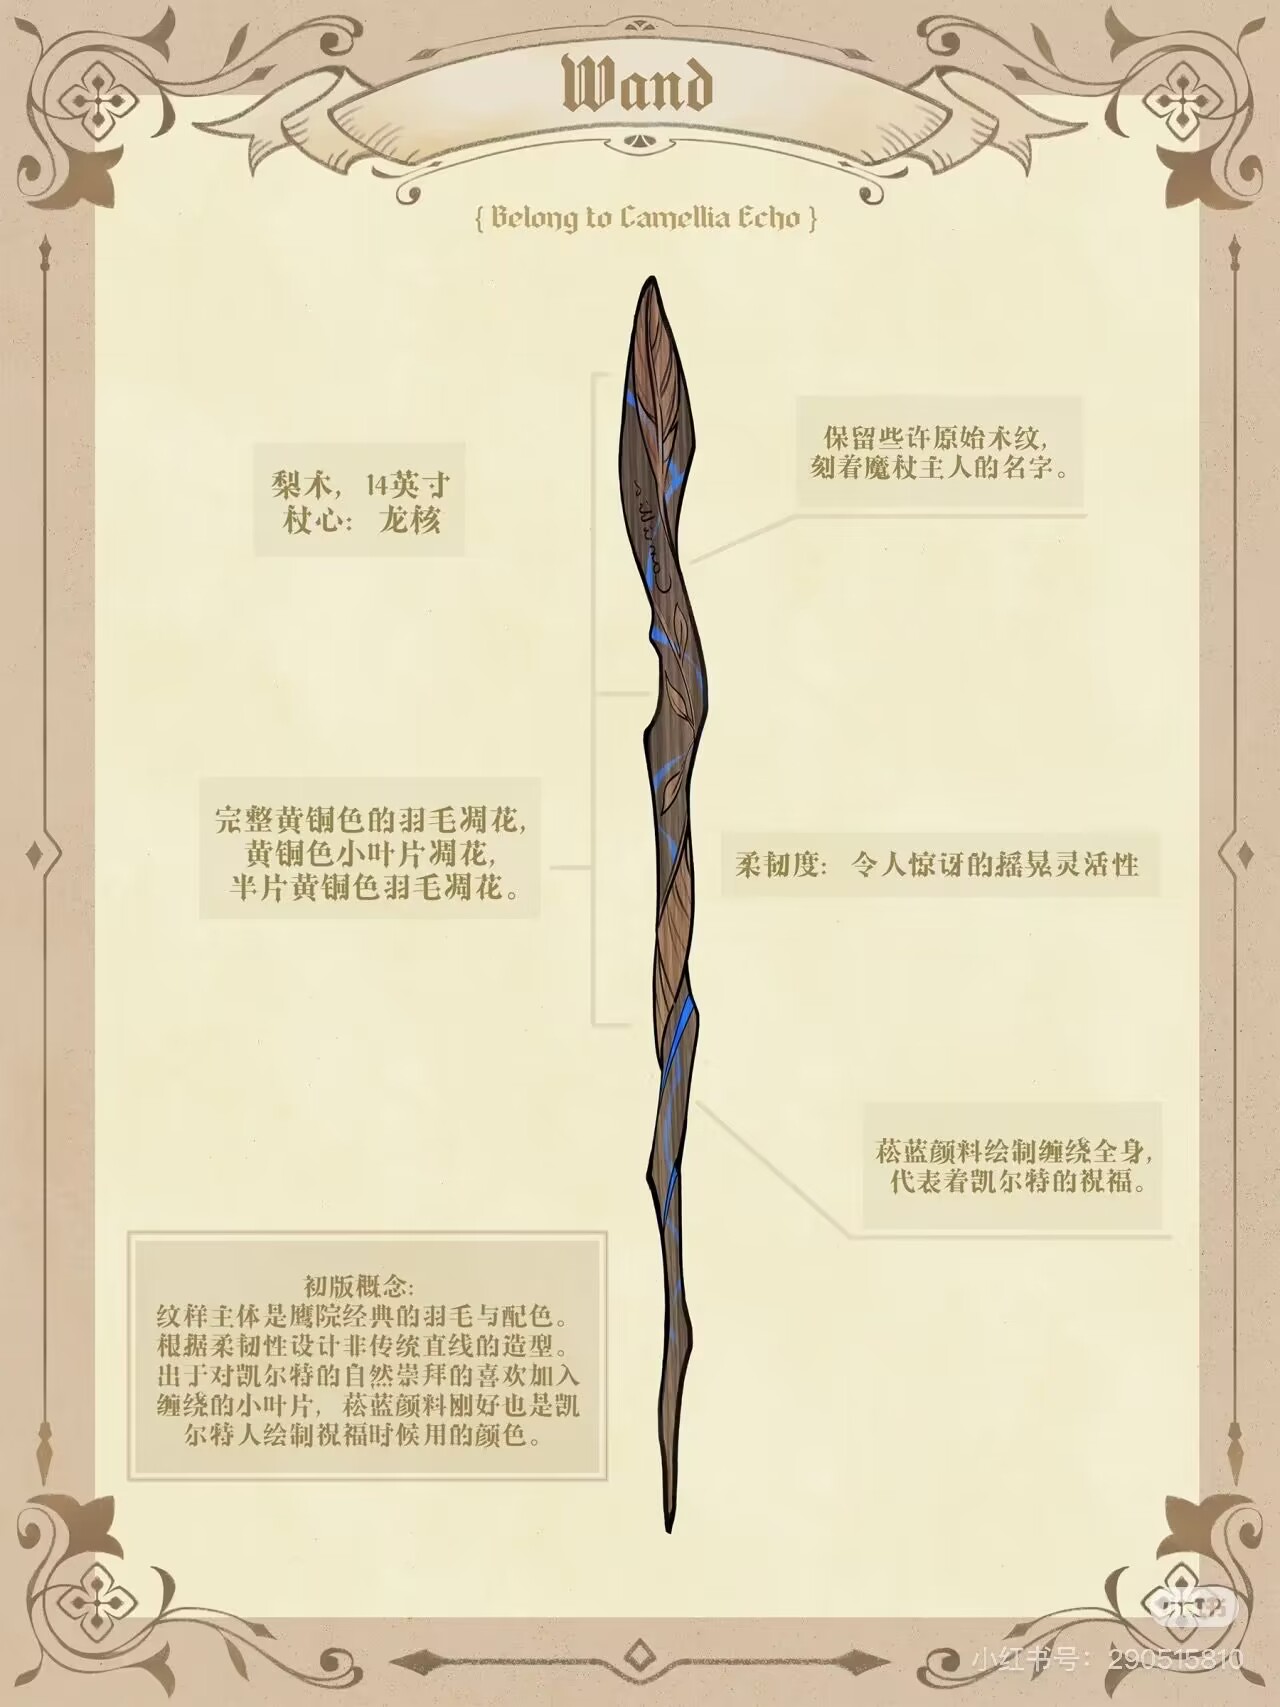 Wand
{ Belong to Camellia Echo }
保留些许原始木纹，
刻着魔杖主人的名字。
梨木，14英寸
杖心：龙核
完整黄铜色的羽毛凋花，
黄铜色小叶片凋花，
半片黄铜色羽毛凋花。
柔韧度：令人惊讶的摇晃灵活性
菘蓝颜料绘制缠绕全身，
代表着凯尔特的祝福。
初版概念：
纹样主体是鹰院经典的羽毛与配色。
根据柔韧性设计非传统直线的造型。
出于对凯尔特的自然崇拜的喜欢加入
缠绕的小叶片，菘蓝颜料刚好也是凯
尔特人绘制祝福时候用的颜色。
小红书号：290515810